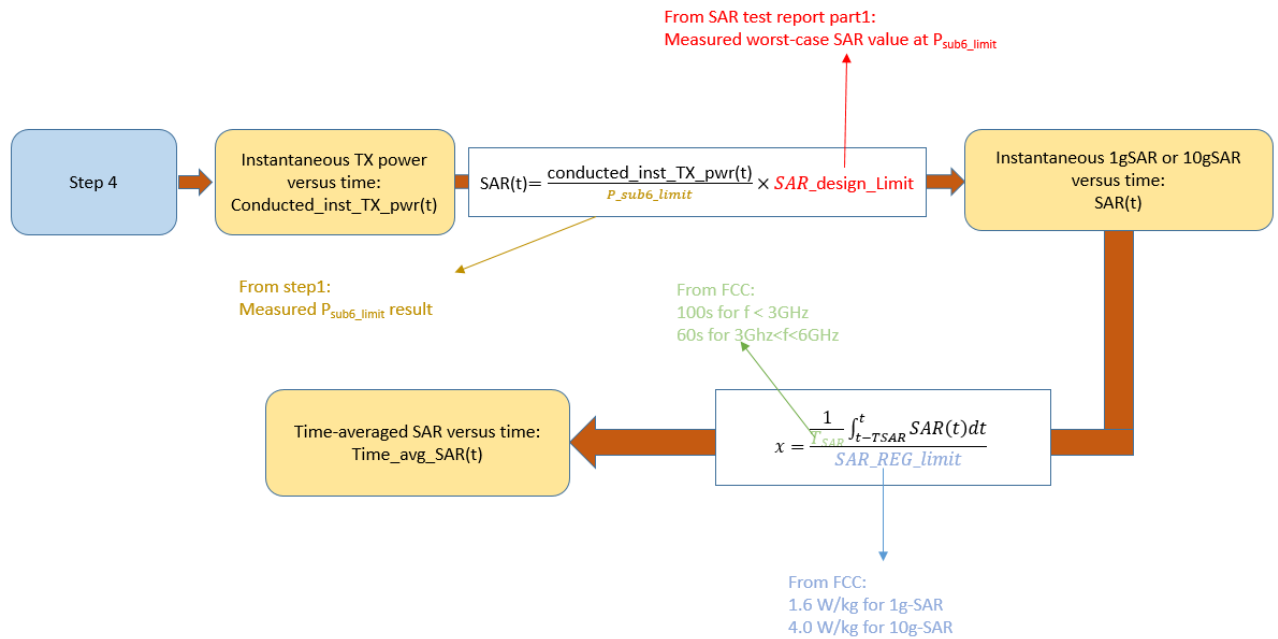 From SAR test report part1:
Measured worst-case SAR value at P_sub6_limit
Step 4
Instantaneous TX power
versus time:
Conducted_inst_TX_pwr(t)
SAR(t)= conducted_inst_TX_pwr(t) / P_sub6_limit × SAR_design_Limit
Instantaneous 1gSAR or 10gSAR
versus time:
SAR(t)
From step1:
Measured P_sub6_limit result
From FCC:
100s for f < 3GHz
60s for 3Ghz<f<6GHz
Time-averaged SAR versus time:
Time_avg_SAR(t)
x = 1/T_SAR ∫_{t−TSAR}^{t} SAR(t)dt / SAR_REG_limit
From FCC:
1.6 W/kg for 1g-SAR
4.0 W/kg for 10g-SAR